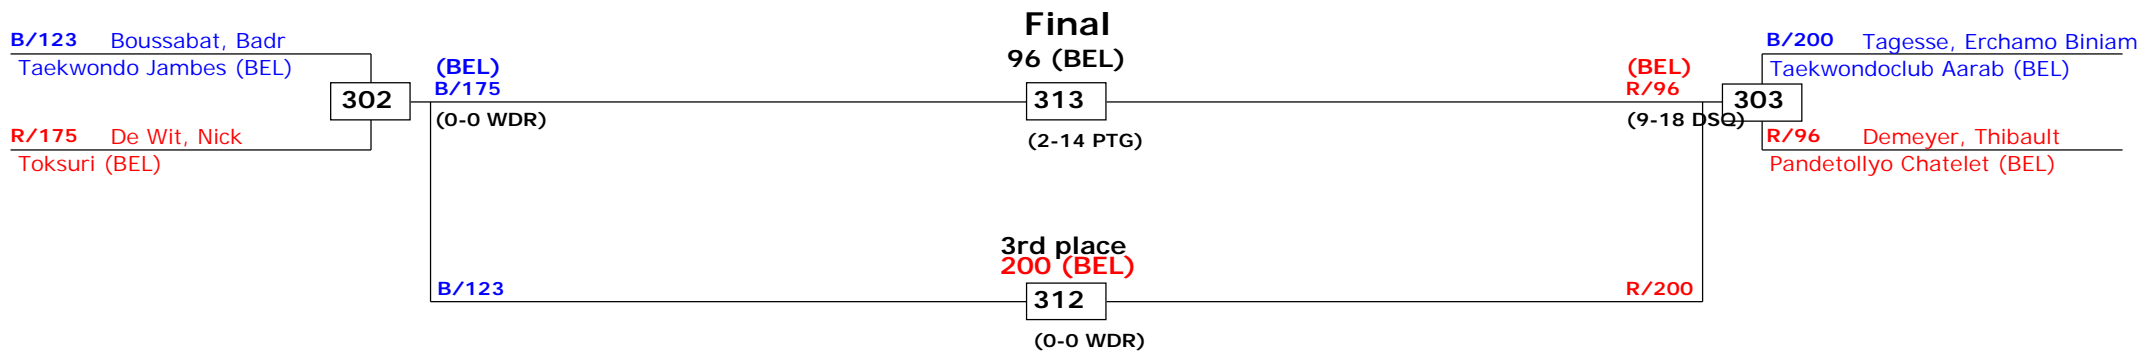 Final
96 (BEL)
B/123 Boussabat, Badr
Taekwondo Jambes (BEL)
302
R/175 De Wit, Nick
Toksuri (BEL)
(BEL)
B/175
(0-0 WDR)
313
(2-14 PTG)
(BEL)
R/96
(9-18 DSQ)
B/200 Tagesse, Erchamo Biniam
Taekwondoclub Aarab (BEL)
303
R/96 Demeyer, Thibault
Pandetollyo Chatelet (BEL)
3rd place
200 (BEL)
B/123
312
R/200
(0-0 WDR)